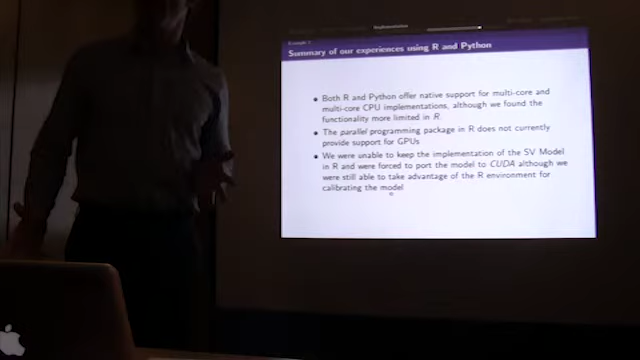 Implementation
Example 1
Summary of our experiences using R and Python
Both R and Python offer native support for multi-core and
multi-core CPU implementations, although we found the
functionality more limited in R.
The parallel programming package in R does not currently
provide support for GPUs
We were unable to keep the implementation of the SV Model
in R and were forced to port the model to CUDA although we
were still able to take advantage of the R environment for
calibrating the model